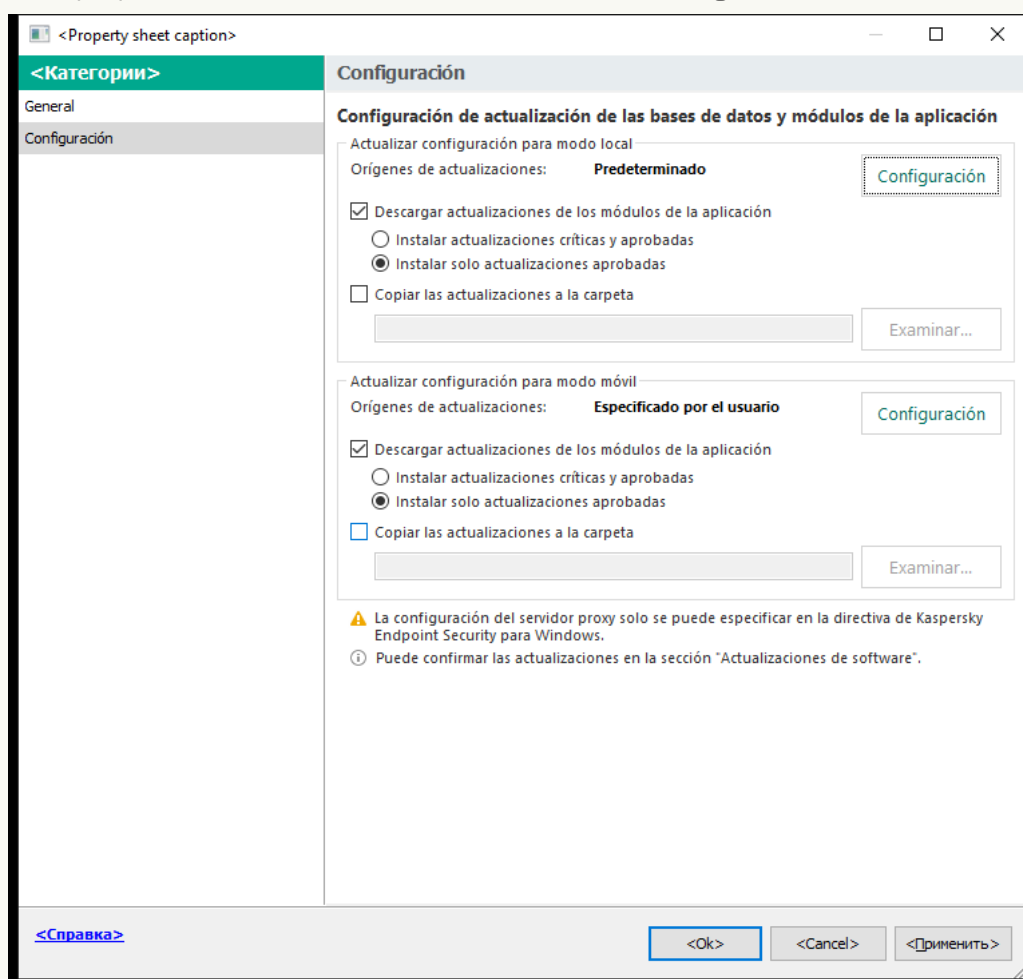 <Property sheet caption>
<Категории>
General
Configuración
Configuración
Configuración de actualización de las bases de datos y módulos de la aplicación
Actualizar configuración para modo local
Orígenes de actualizaciones: Predeterminado
Configuración
Descargar actualizaciones de los módulos de la aplicación
Instalar actualizaciones críticas y aprobadas
Instalar solo actualizaciones aprobadas
Copiar las actualizaciones a la carpeta
Examinar...
Actualizar configuración para modo móvil
Orígenes de actualizaciones: Especificado por el usuario
Configuración
Descargar actualizaciones de los módulos de la aplicación
Instalar actualizaciones críticas y aprobadas
Instalar solo actualizaciones aprobadas
Copiar las actualizaciones a la carpeta
Examinar...
La configuración del servidor proxy solo se puede especificar en la directiva de Kaspersky
Endpoint Security para Windows.
Puede confirmar las actualizaciones en la sección "Actualizaciones de software".
<Справка>
<Ok> <Cancel> <Применить>